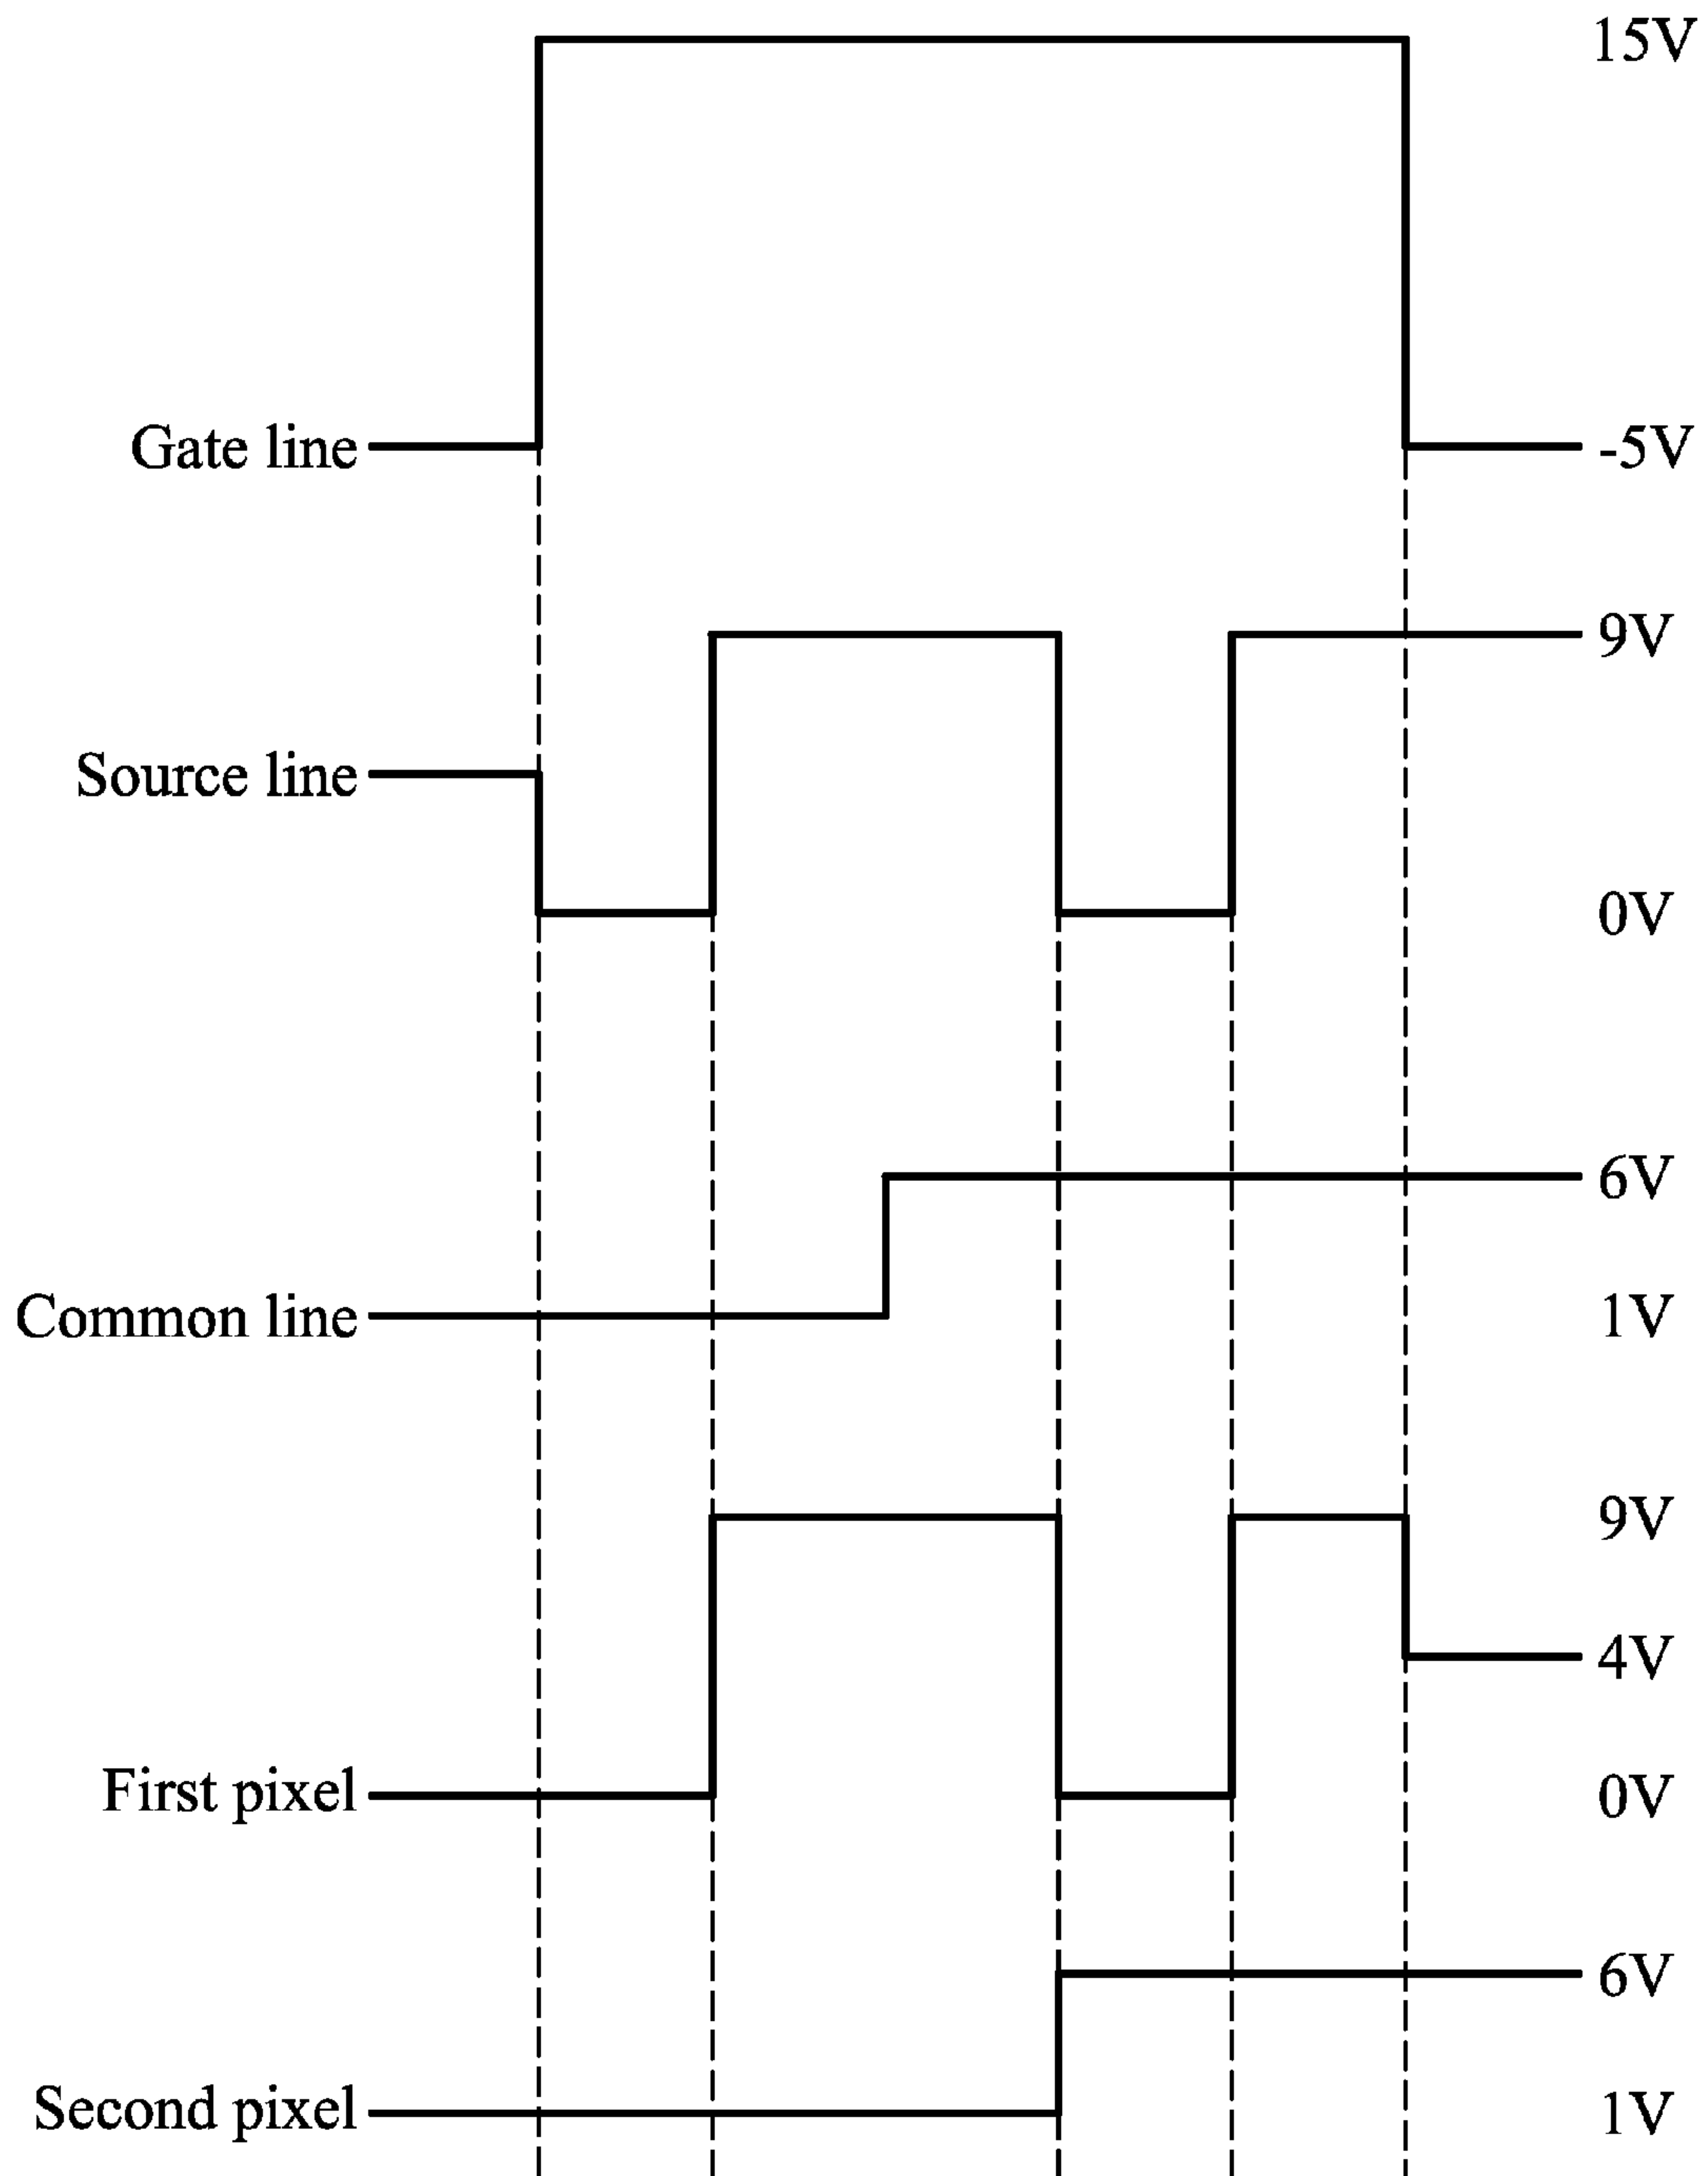 15V
Gate line
-5V
9V
Source line
0V
6V
Common line
1V
9V
4V
First pixel
0V
6V
Second pixel
1V